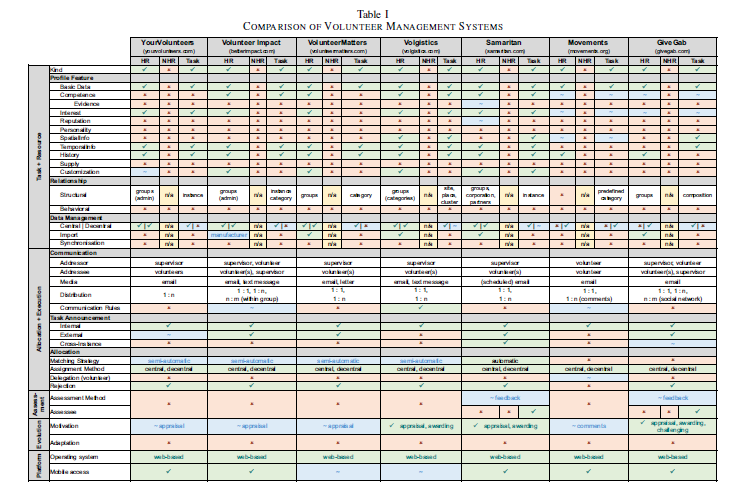 Table I
COMPARISON OF VOLUNTEER MANAGEMENT SYSTEMS
YourVolunteers Volunteer Impact VolunteerMatters Volgistics Samaritan Movements GiveGab
(yourvolunteers.com) (betterimpact.com) (volunteermatters.com) (volgistics.com) (samaritan.com) (movements.org) (givegab.com)
HR NHR Task HR NHR Task HR NHR Task HR NHR Task HR NHR Task HR NHR Task HR NHR Task
Task + Resource
Kind
Profile Feature
Basic Data
Competence
Evidence
Interest
Reputation
Personality
SpatialInfo
TemporalInfo
History
Supply
Customization
Relationship
Structural groups (admin) n/a instance groups (admin) n/a instance category groups n/a category groups (categories) n/a site, place, cluster groups, corporation, partners n/a instance n/a predefined category groups n/a composition
Behavioral
Data Management
Central | Decentral n/a n/a n/a n/a n/a n/a n/a
Import n/a manufacturer n/a n/a n/a n/a n/a n/a
Synchronisation n/a n/a n/a n/a n/a n/a n/a
Allocation + Execution
Communication
Addressor supervisor supervisor, volunteer supervisor supervisor supervisor volunteer supervisor, volunteer
Addressee volunteers volunteer(s), supervisor volunteer(s) volunteer(s) volunteer(s) volunteer volunteer(s), supervisor
Media email email, text message email, letter email, text message (scheduled) email email email
Distribution 1 : n 1 : 1, 1 : n, n : m (within group) 1 : 1, 1 : n 1 : 1, 1 : n 1 : 1, 1 : n 1 : 1, 1 : n (comments) 1 : 1, 1 : n, n : m (social network)
Communication Rules
Task Announcement
Internal
External
Cross-Instance
Allocation
Matching Strategy semi-automatic semi-automatic semi-automatic semi-automatic automatic
Assignment Method central, decentral central, decentral central, decentral central, decentral central, decentral central, decentral central, decentral
Delegation (volunteer)
Rejection
Assess-
ment
Assessment Method ~ feedback ~ feedback
Assessee
Evolution
Motivation ~ appraisal ~ appraisal ~ appraisal ✓ appraisal, awarding ✓ appraisal, awarding ~ comments ✓ appraisal, awarding, challenging
Adaptation
Platform
Operating system web-based web-based web-based web-based web-based web-based web-based
Mobile access